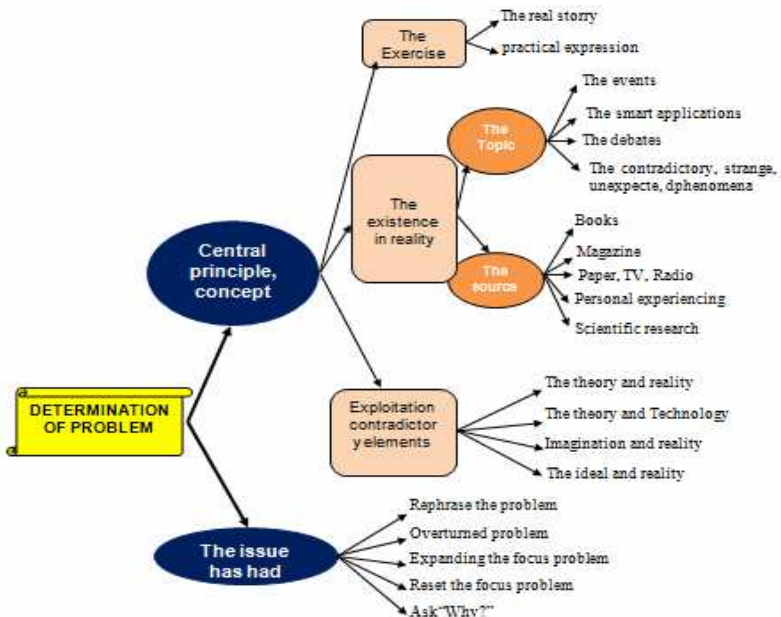 The
Exercise
The real storry
practical expression
The
Topic
The events
The smart applications
The debates
The contradictory, strange,
unexpecte, dphenomena
The
existence
in reality
Central
principle,
concept
The
source
Books
Magazine
Paper, TV, Radio
Personal experiencing
Scientific research
DETERMINATION
OF PROBLEM
Exploitation
contradictor
y elements
The theory and reality
The theory and Technology
Imagination and reality
The ideal and reality
The issue
has had
Rephrase the problem
Overturned problem
Expanding the focus problem
Reset the focus problem
Ask“Why?”